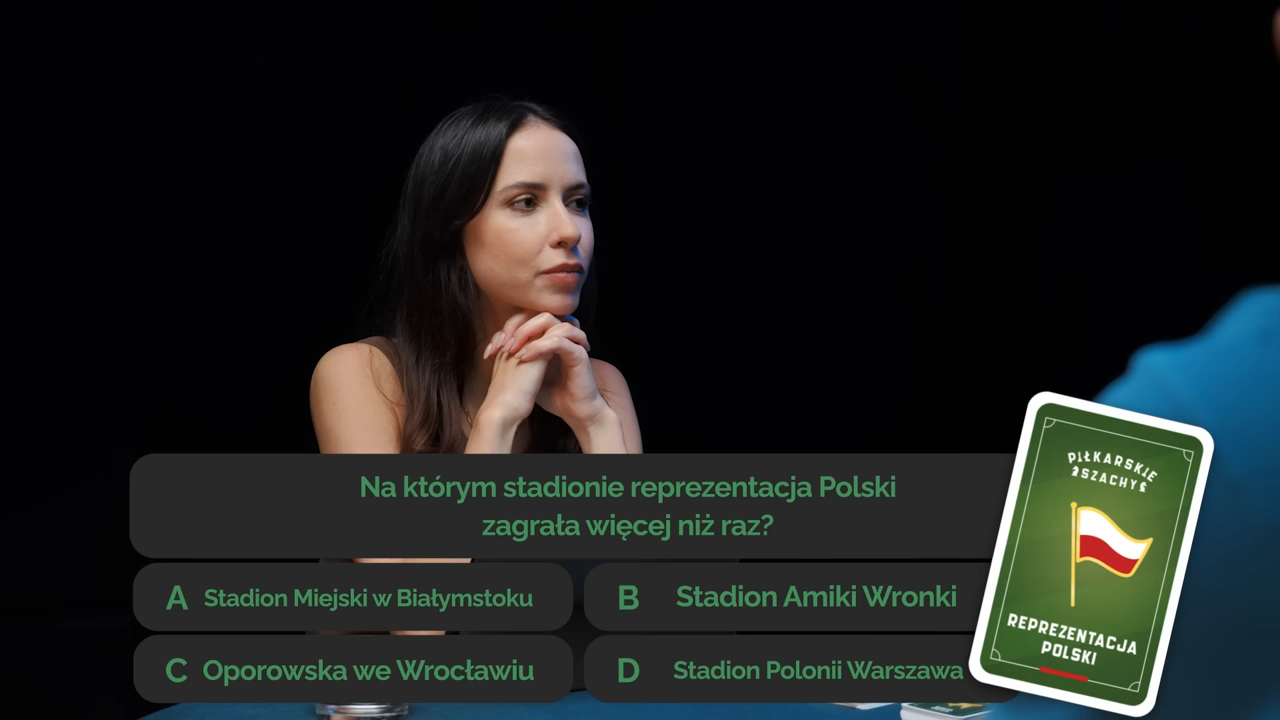 Na którym stadionie reprezentacja Polski
zagrała więcej niż raz?
A Stadion Miejski w Białymstoku
B Stadion Amiki Wronki
C Oporowska we Wrocławiu
D Stadion Polonii Warszawa
PIŁKARSKIE
SZACHY
REPREZENTACJA
POLSKI